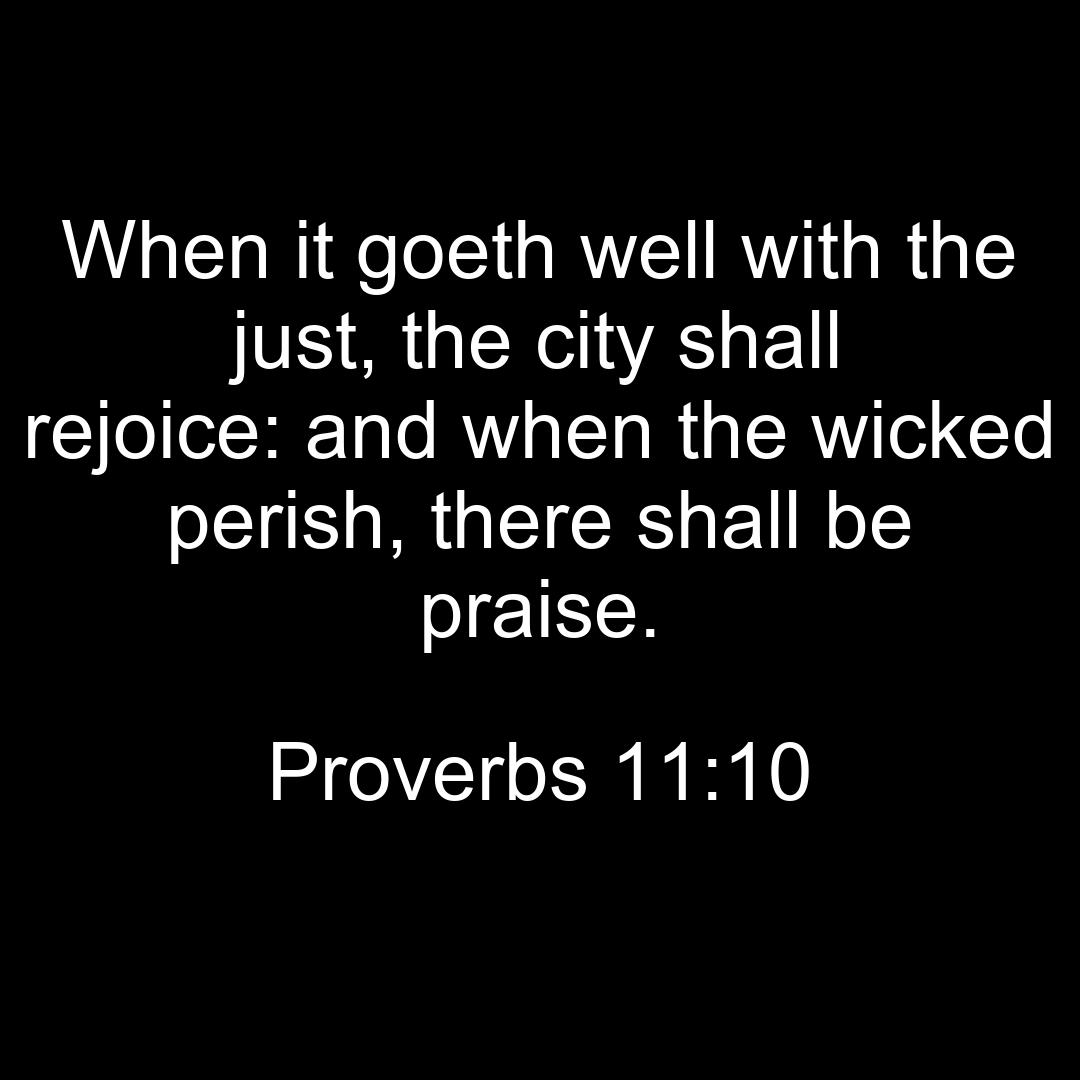 When it goeth well with the
just, the city shall
rejoice: and when the wicked
perish, there shall be
praise.
Proverbs 11:10